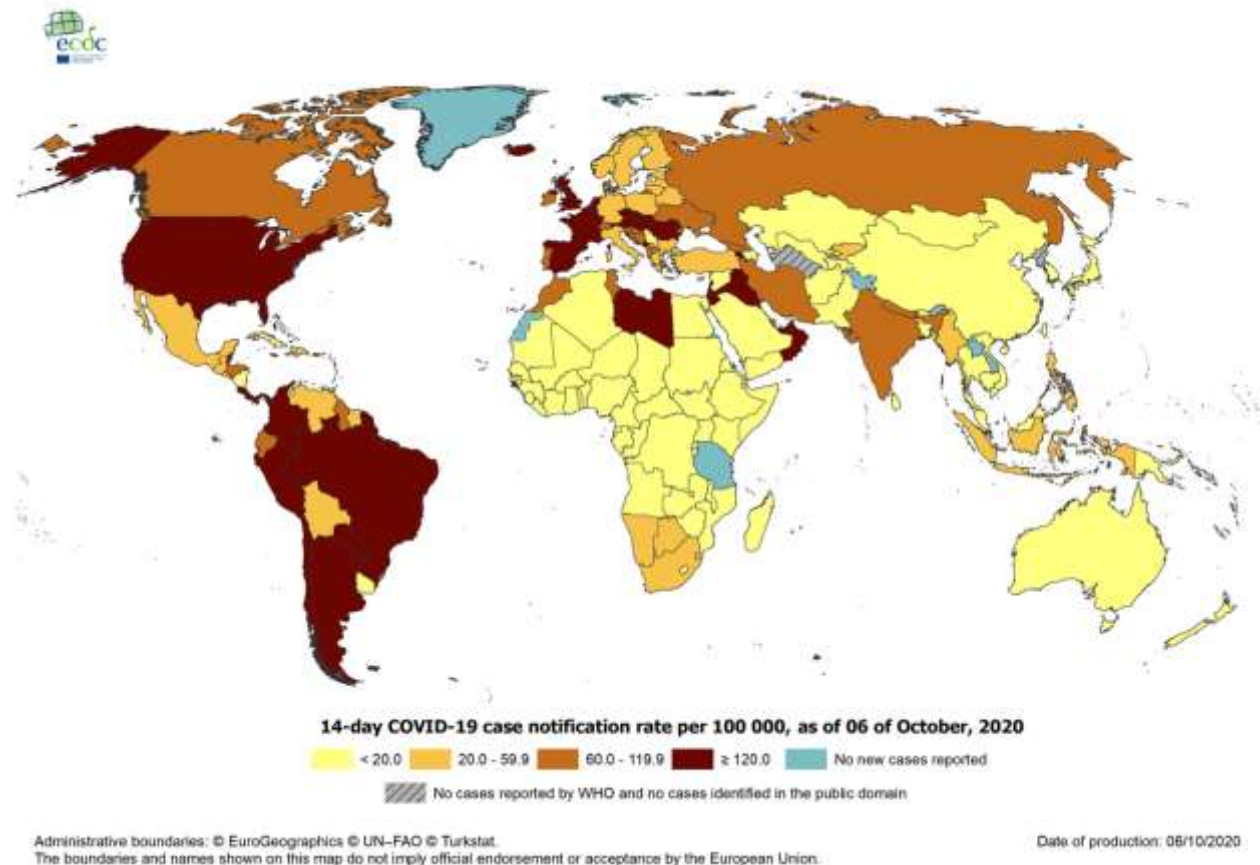 ecdc
14-day COVID-19 case notification rate per 100 000, as of 06 of October, 2020
< 20.0 20.0 - 59.9 60.0 - 119.9 ≥ 120.0 No new cases reported
No cases reported by WHO and no cases identified in the public domain
Administrative boundaries: © EuroGeographics © UN–FAO © Turkstat. Date of production: 06/10/2020
The boundaries and names shown on this map do not imply official endorsement or acceptance by the European Union.